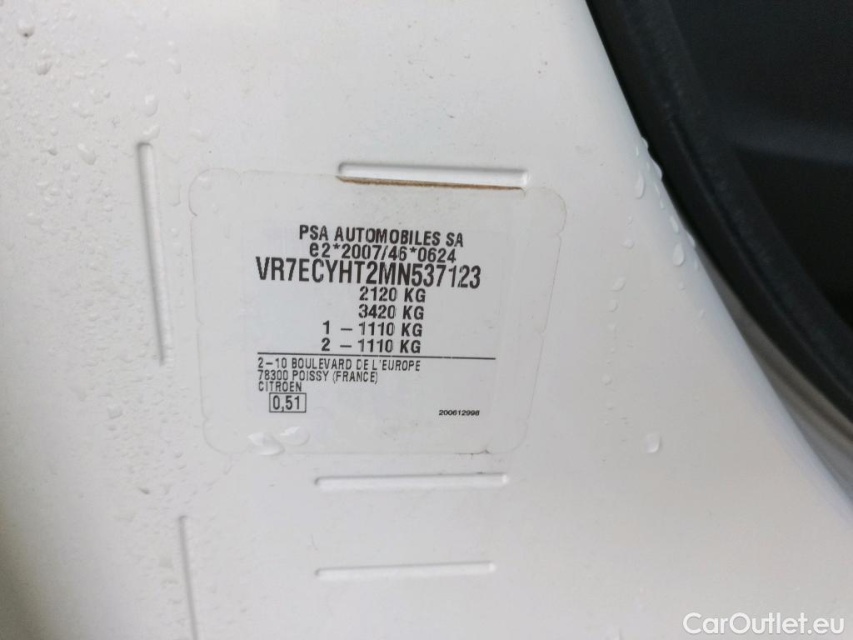 PSA AUTOMOBILES SA
e2*2007/46*0624
VR7ECYHT2MN537123
2120 KG
3420 KG
1 - 1110 KG
2 - 1110 KG
2-10 BOULEVARD DE L'EUROPE
78300 POISSY (FRANCE)
CITROEN
0,51
200612998
CarOutlet.eu